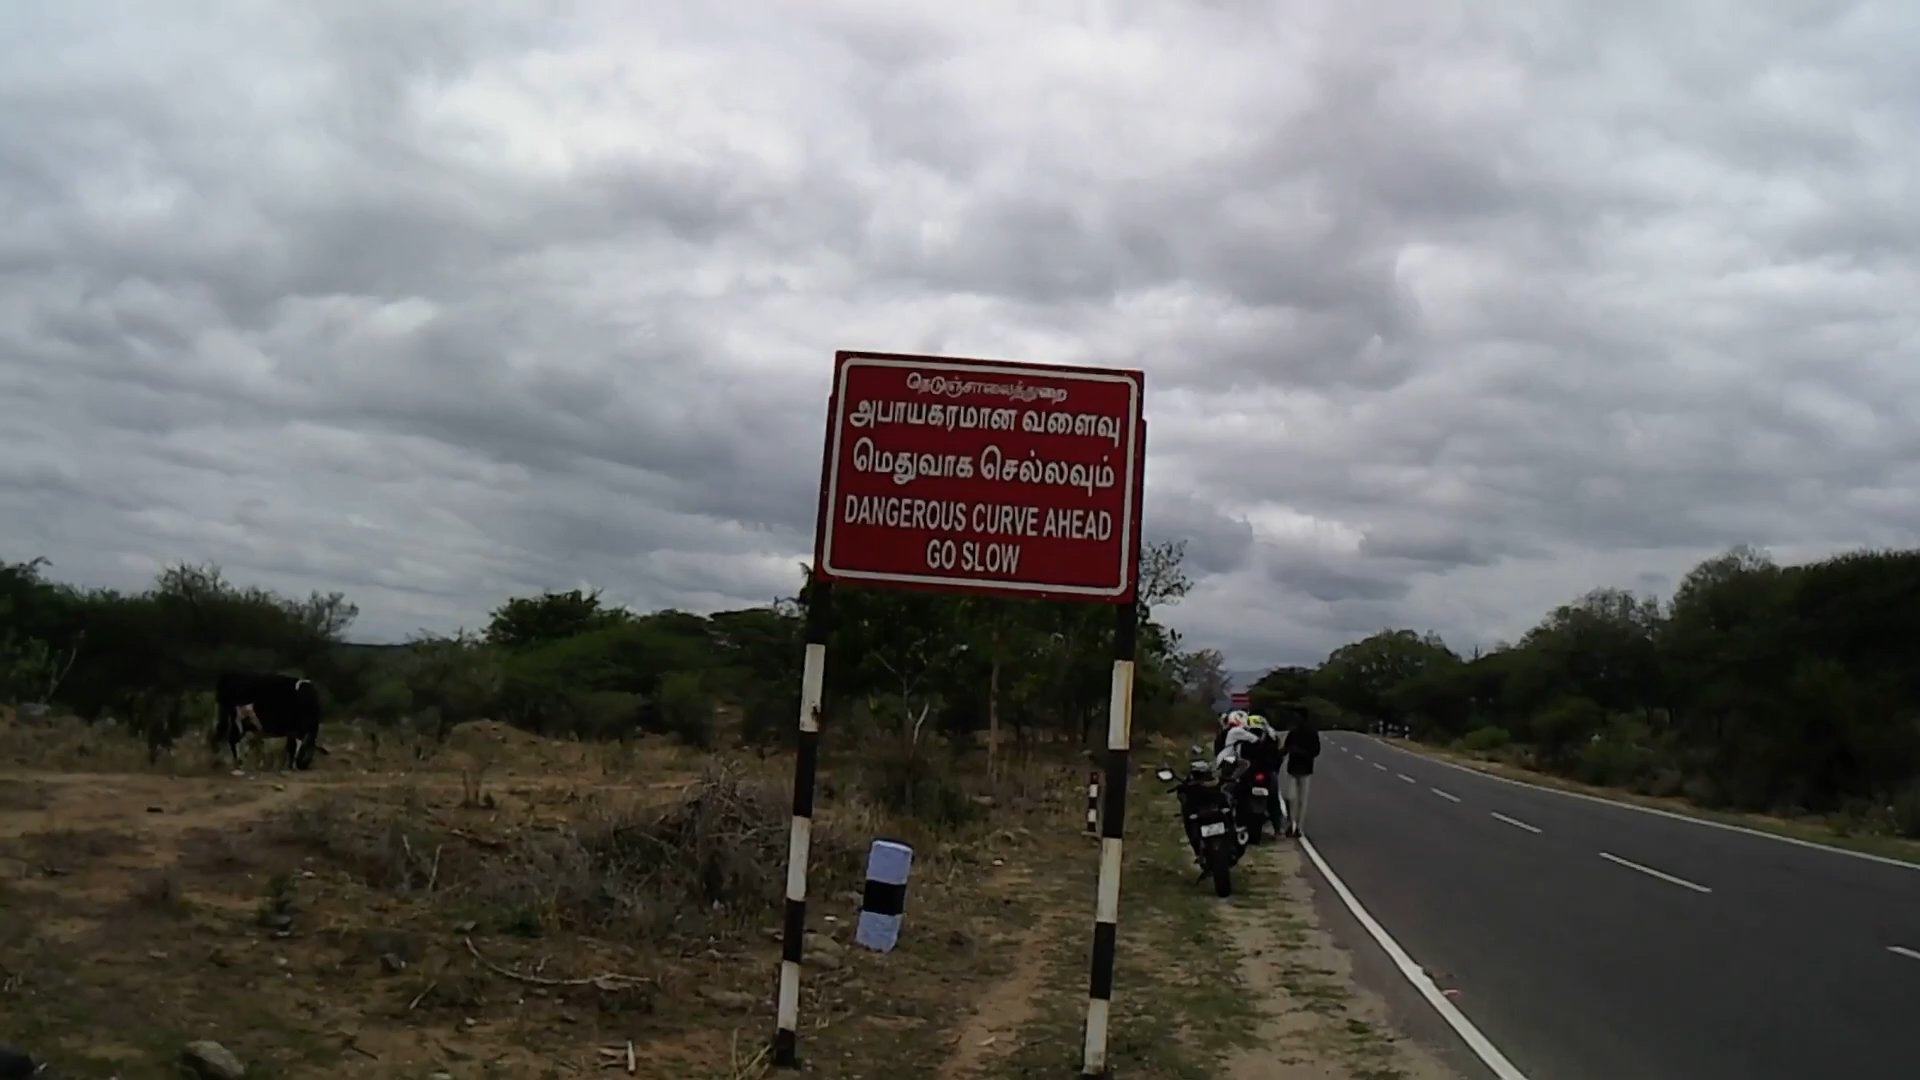 நெடுஞ்சாலைத்துறை
அபாயகரமான வளைவு
மெதுவாக செல்லவும்
DANGEROUS CURVE AHEAD
GO SLOW